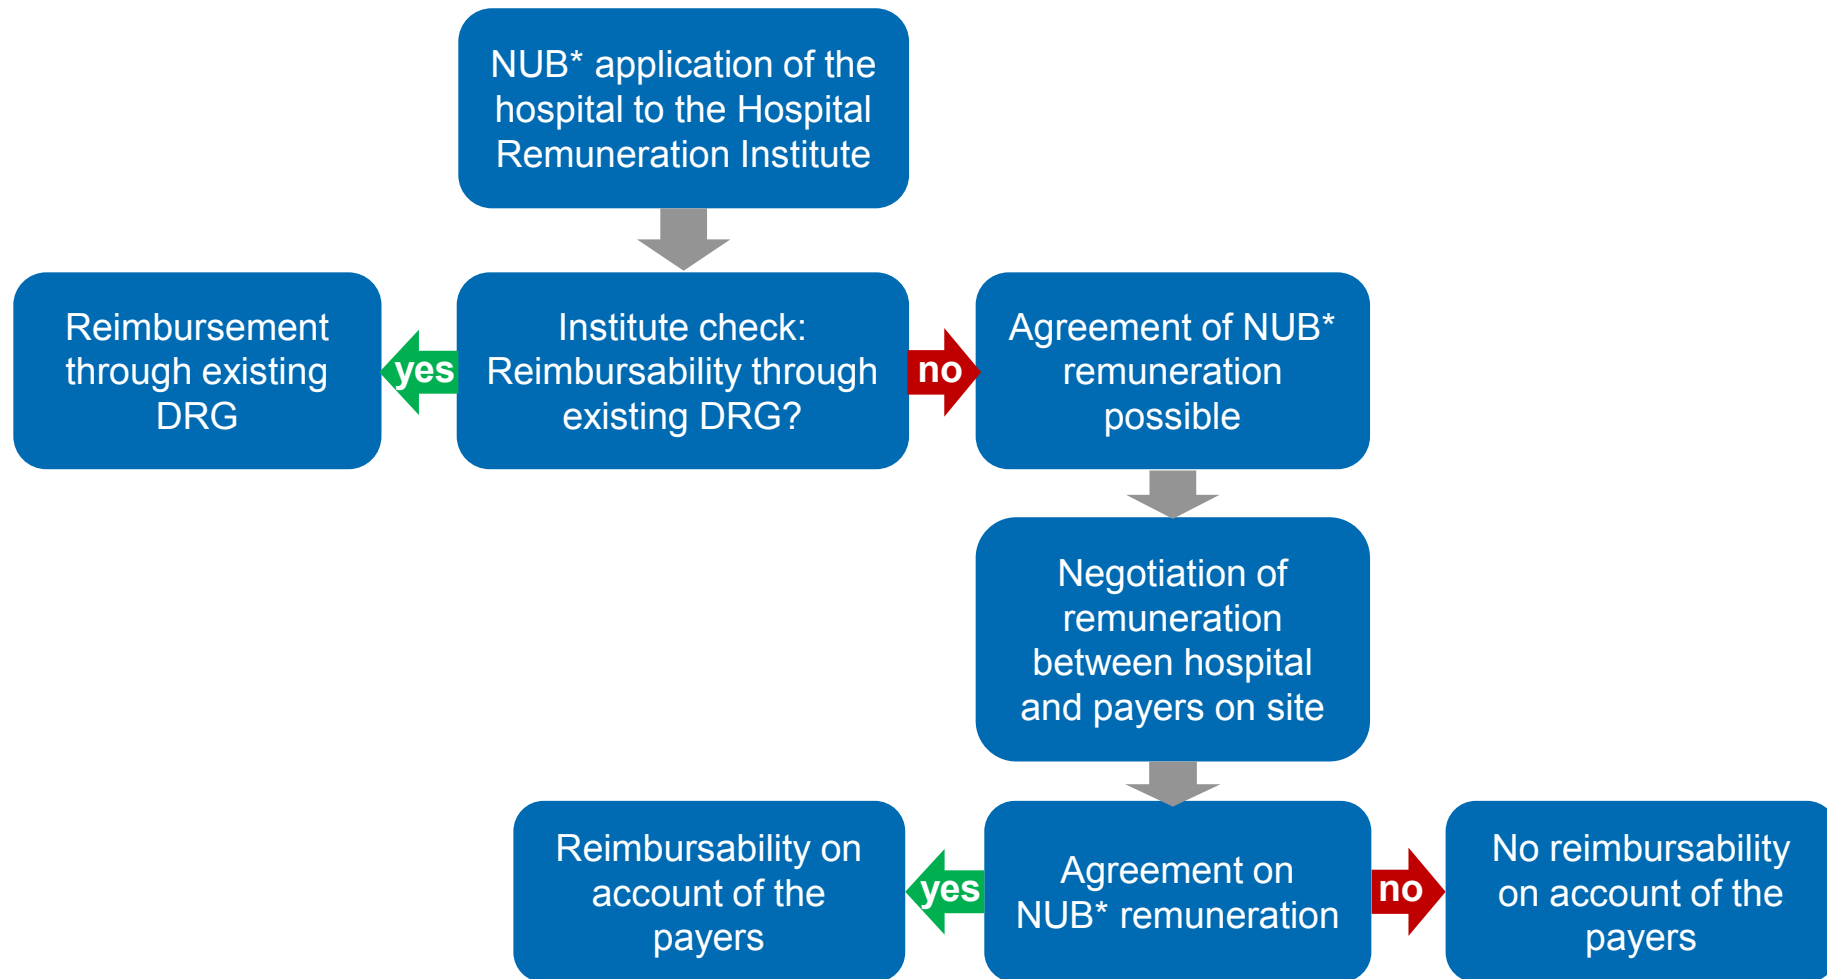 NUB* application of the
hospital to the Hospital
Remuneration Institute
Reimbursement
through existing
DRG
yes
Institute check:
Reimbursability through
existing DRG?
no
Agreement of NUB*
remuneration
possible
Negotiation of
remuneration
between hospital
and payers on site
Reimbursability on
account of the
payers
yes
Agreement on
NUB* remuneration
no
No reimbursability
on account of the
payers